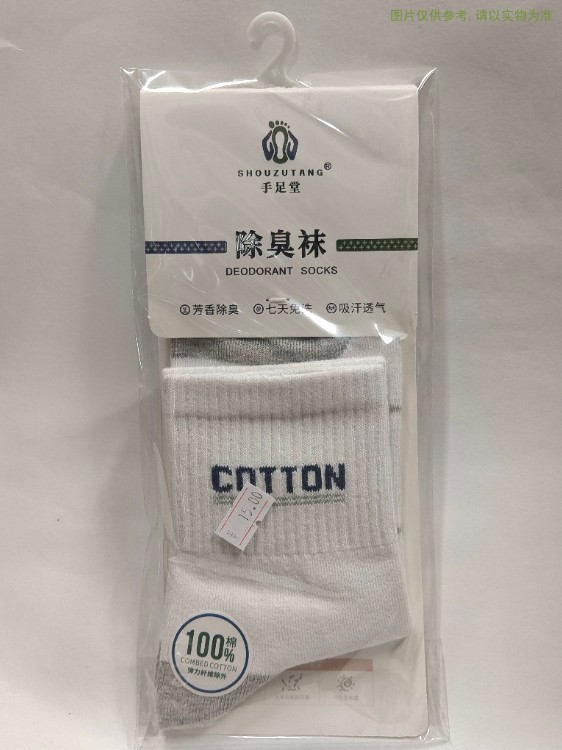 图片仅供参考,请以实物为准
SHOUZUTANG®
手足堂
除臭袜
DEODORANT SOCKS
芳香除臭 七天免洗 吸汗透气
COTTON
15.00
100%棉
COMBED COTTON
弹力纤维除外